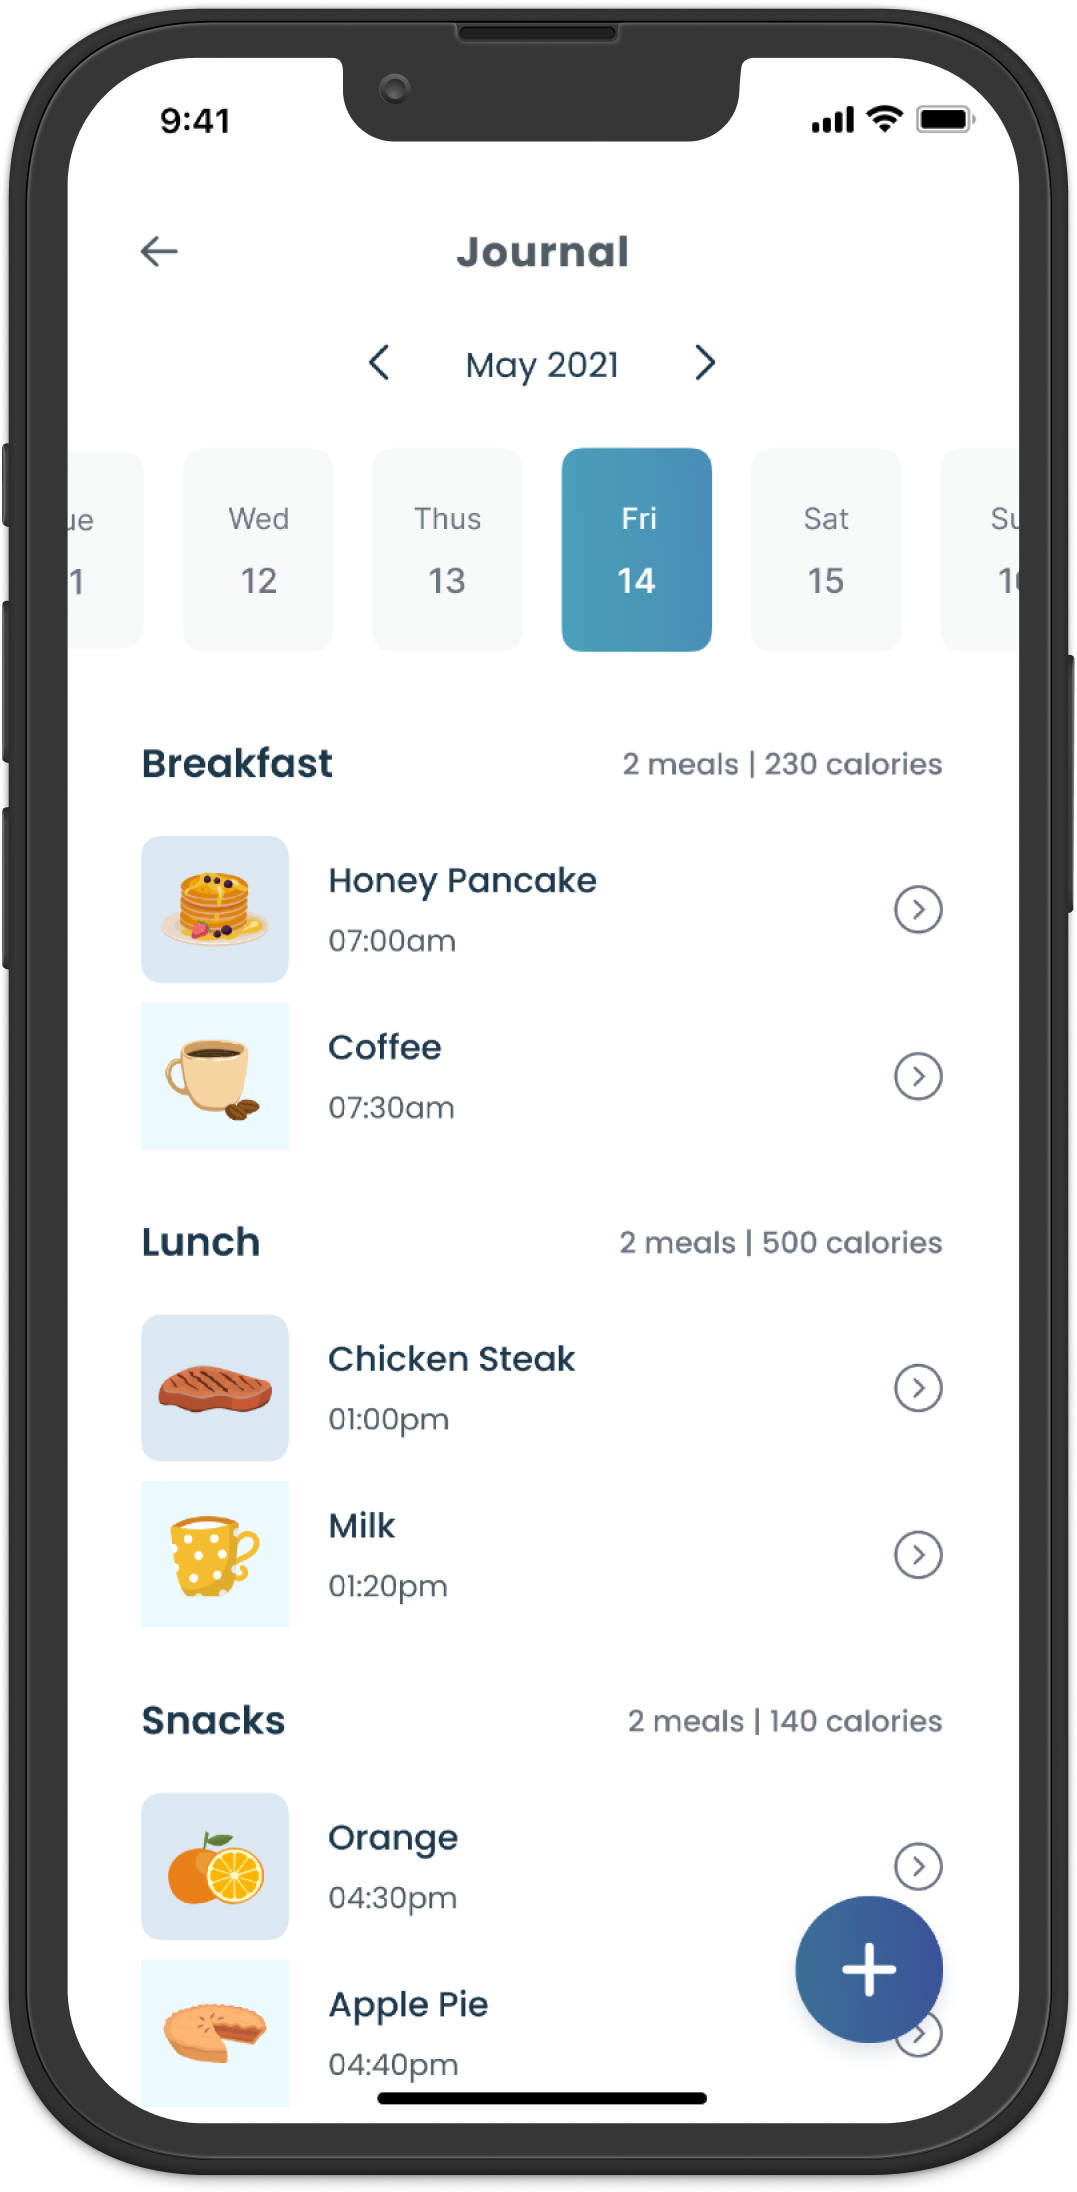 9:41
Journal
May 2021
ue Wed Thus Fri Sat Su
1 12 13 14 15 1
Breakfast 2 meals | 230 calories
Honey Pancake
07:00am
Coffee
07:30am
Lunch 2 meals | 500 calories
Chicken Steak
01:00pm
Milk
01:20pm
Snacks 2 meals | 140 calories
Orange
04:30pm
Apple Pie
04:40pm